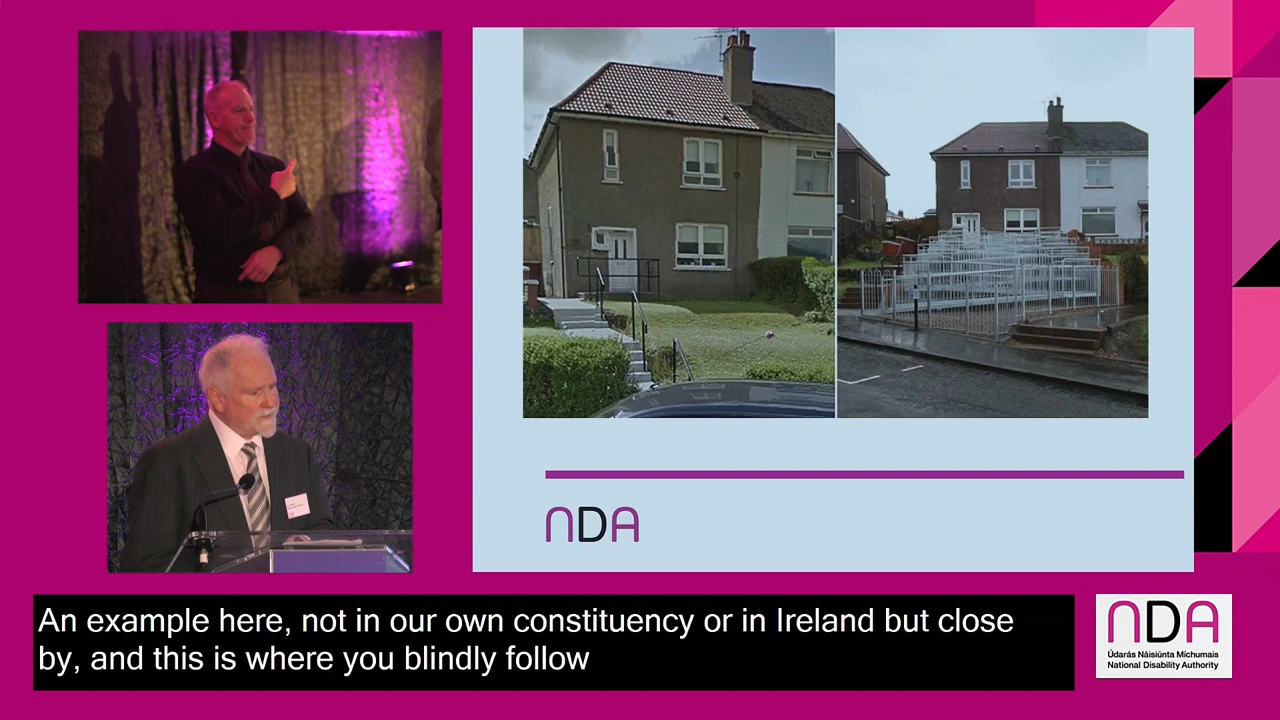 NDA
An example here, not in our own constituency or in Ireland but close
by, and this is where you blindly follow
NDA
Údarás Náisiúnta Míchumais
National Disability Authority